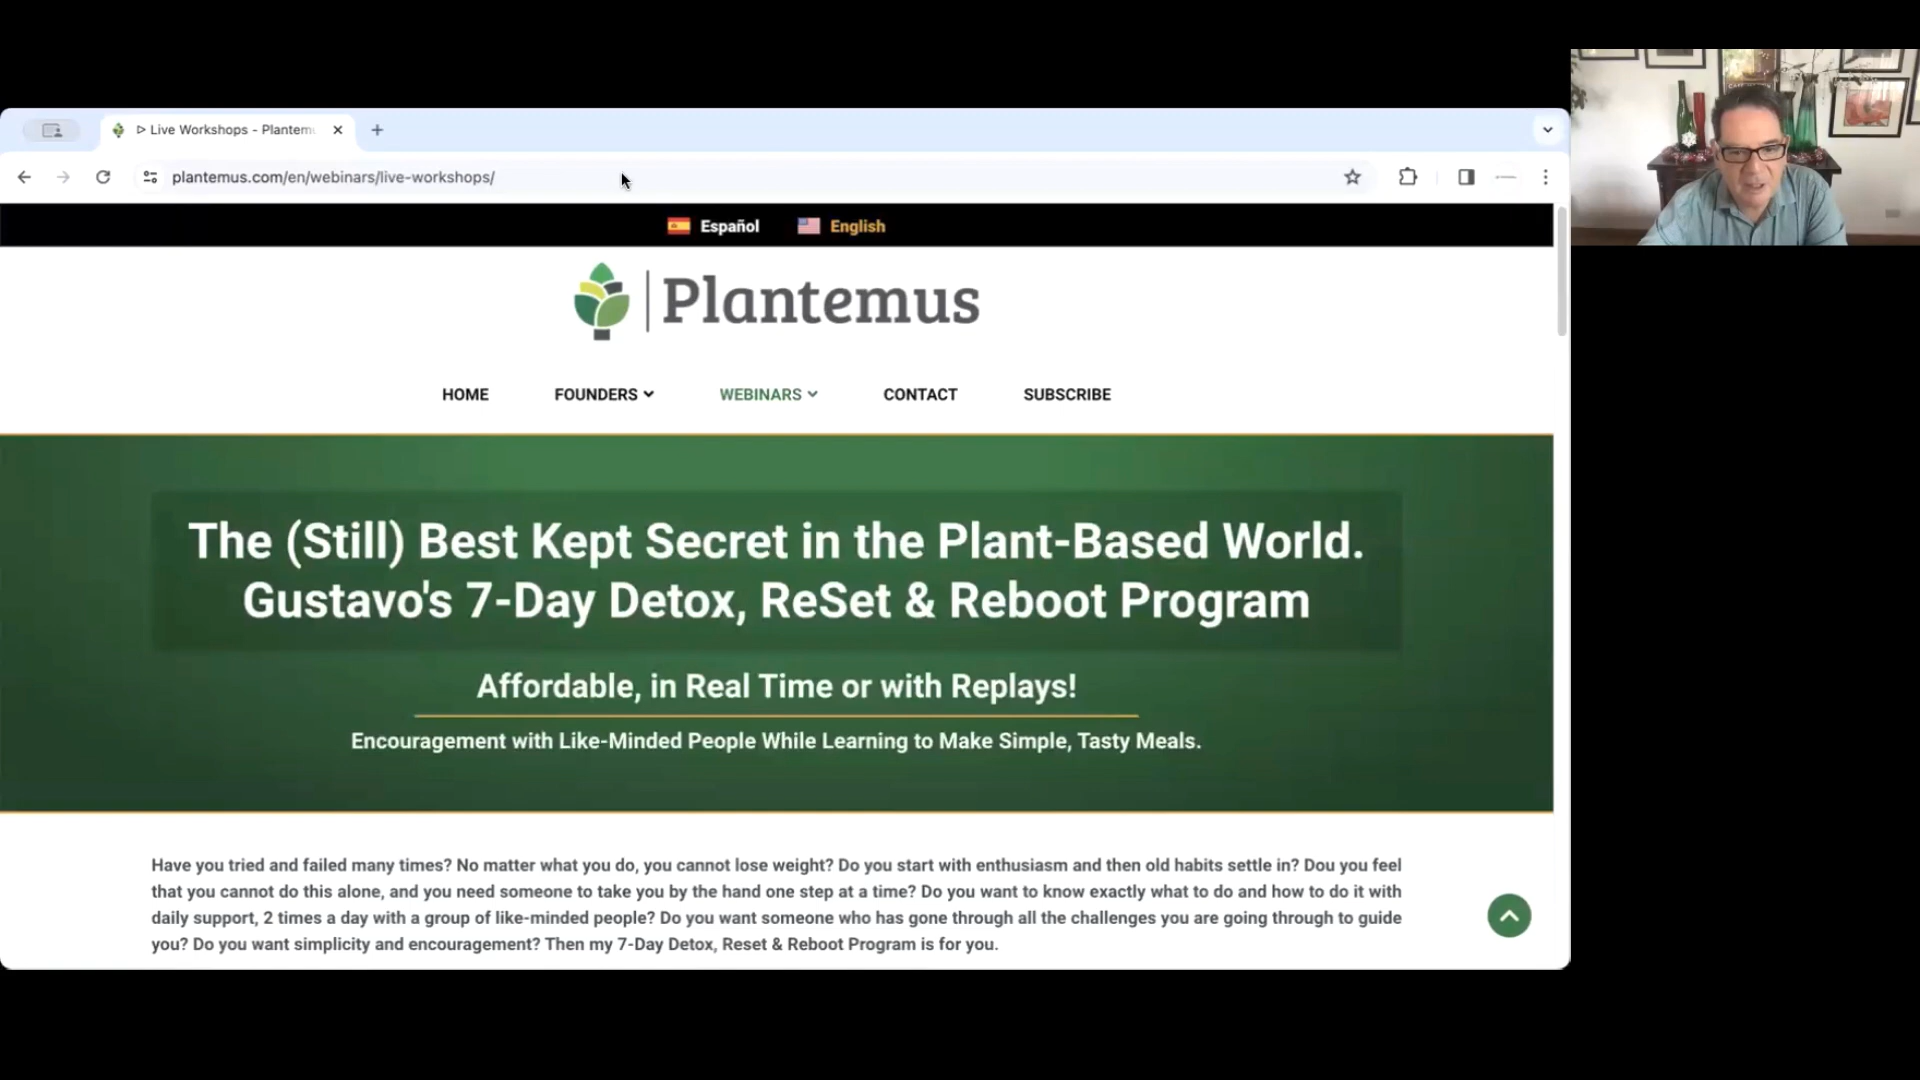 Live Workshops - Plantem
plantemus.com/en/webinars/live-workshops/
Español English
Plantemus
HOME FOUNDERS WEBINARS CONTACT SUBSCRIBE
The (Still) Best Kept Secret in the Plant-Based World.
Gustavo's 7-Day Detox, ReSet & Reboot Program
Affordable, in Real Time or with Replays!
Encouragement with Like-Minded People While Learning to Make Simple, Tasty Meals.
Have you tried and failed many times? No matter what you do, you cannot lose weight? Do you start with enthusiasm and then old habits settle in? Dou you feel
that you cannot do this alone, and you need someone to take you by the hand one step at a time? Do you want to know exactly what to do and how to do it with
daily support, 2 times a day with a group of like-minded people? Do you want someone who has gone through all the challenges you are going through to guide
you? Do you want simplicity and encouragement? Then my 7-Day Detox, Reset & Reboot Program is for you.